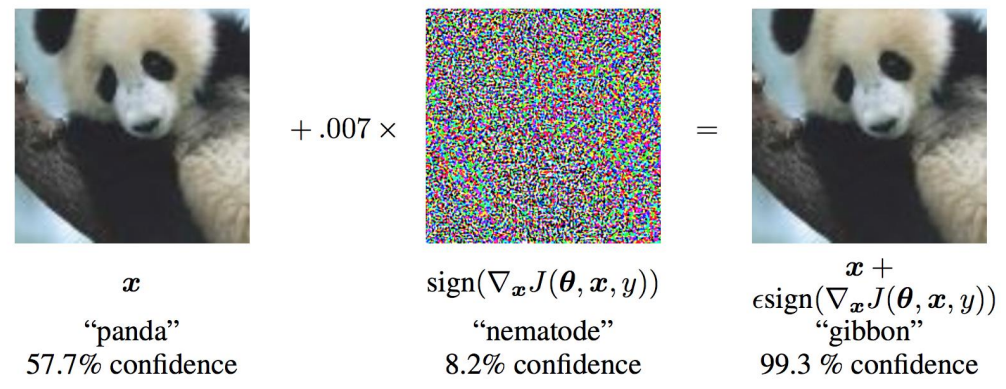 + .007 ×
=
x
sign(∇ₓJ(θ, x, y))
x +
ϵsign(∇ₓJ(θ, x, y))
“panda”
“nematode”
“gibbon”
57.7% confidence
8.2% confidence
99.3 % confidence